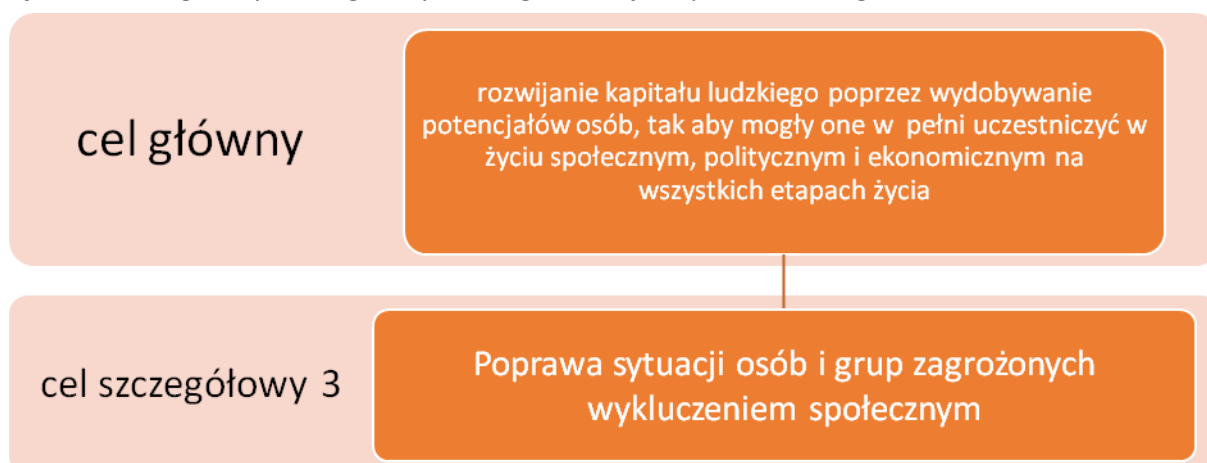 cel główny
rozwijanie kapitału ludzkiego poprzez wydobywanie
potencjałów osób, tak aby mogły one w pełni uczestniczyć w
życiu społecznym, politycznym i ekonomicznym na
wszystkich etapach życia
cel szczegółowy 3
Poprawa sytuacji osób i grup zagrożonych
wykluczeniem społecznym